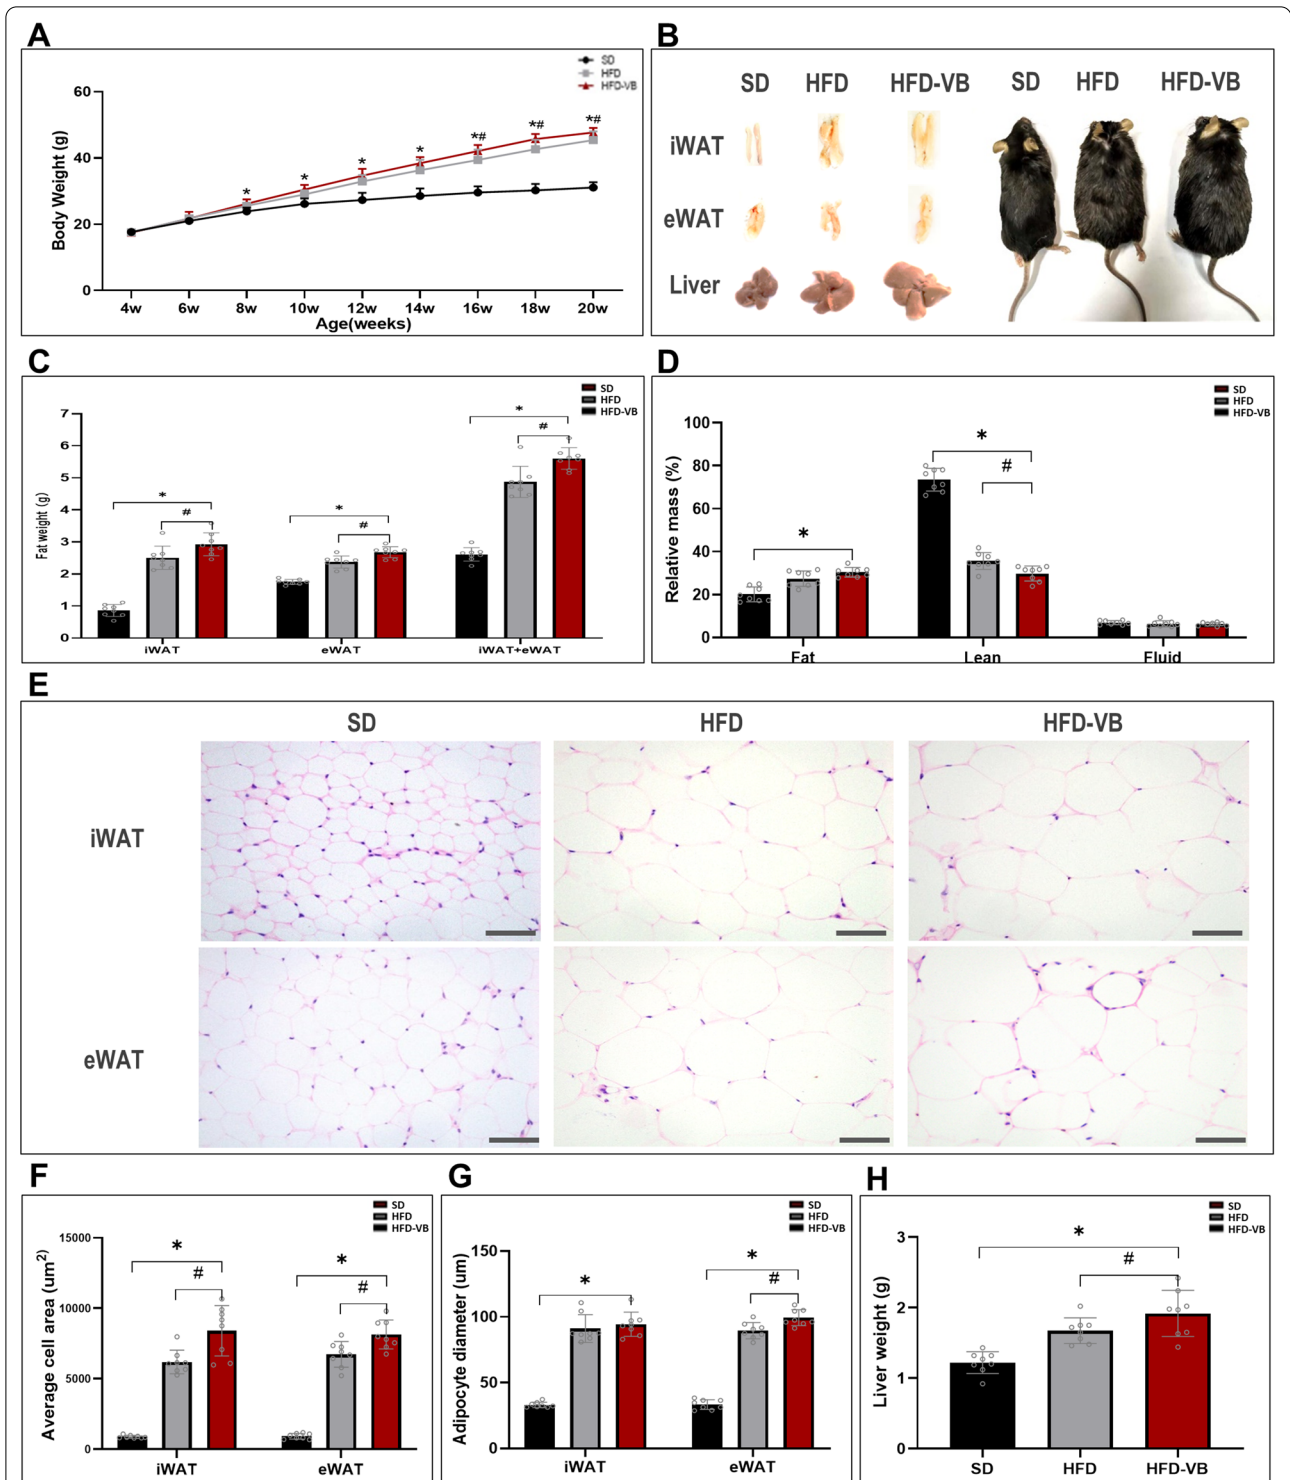 A
SD
HFD
HFD-VB
60
40
20
0
Body Weight (g)
* * * * *# *# *#
4w 6w 8w 10w 12w 14w 16w 18w 20w
Age(weeks)
B
SD HFD HFD-VB SD HFD HFD-VB
iWAT
eWAT
Liver
C
SD
HFD
HFD-VB
7
6
5
4
3
2
1
0
Fat weight (g)
* # * # * #
iWAT eWAT iWAT+eWAT
D
SD
HFD
HFD-VB
100
80
60
40
20
0
Relative mass (%)
* * #
Fat Lean Fluid
E
SD HFD HFD-VB
iWAT
eWAT
F
SD
HFD
HFD-VB
15000
10000
5000
0
Average cell area (um²)
* # * #
iWAT eWAT
G
SD
HFD
HFD-VB
150
100
50
0
Adipocyte diameter (um)
* * #
iWAT eWAT
H
SD
HFD
HFD-VB
3
2
1
0
Liver weight (g)
* #
SD HFD HFD-VB